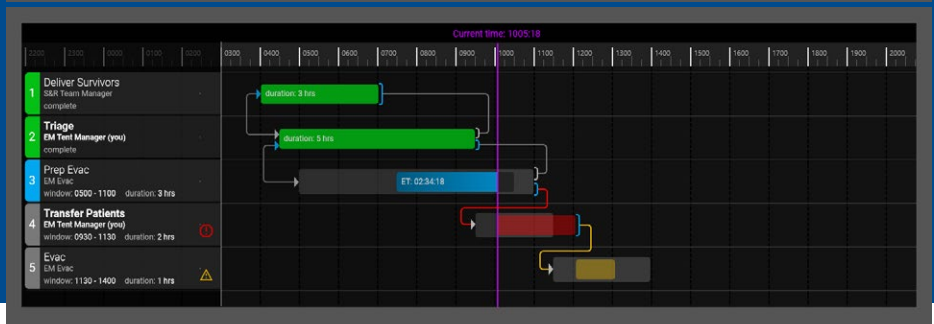 Current time: 1005:18
2200 2300 0000 0100 0200 0300 0400 0500 0600 0700 0800 0900 1000 1100 1200 1300 1400 1500 1600 1700 1800 1900 2000
1 Deliver Survivors
S&R Team Manager
complete
duration: 3 hrs
2 Triage
EM Tent Manager (you)
complete
duration: 5 hrs
3 Prep Evac
EM Evac
window: 0500 - 1100 duration: 3 hrs
ET: 02:34:18
4 Transfer Patients
EM Tent Manager (you)
window: 0930 - 1130 duration: 2 hrs
5 Evac
EM Evac
window: 1130 - 1400 duration: 1 hrs